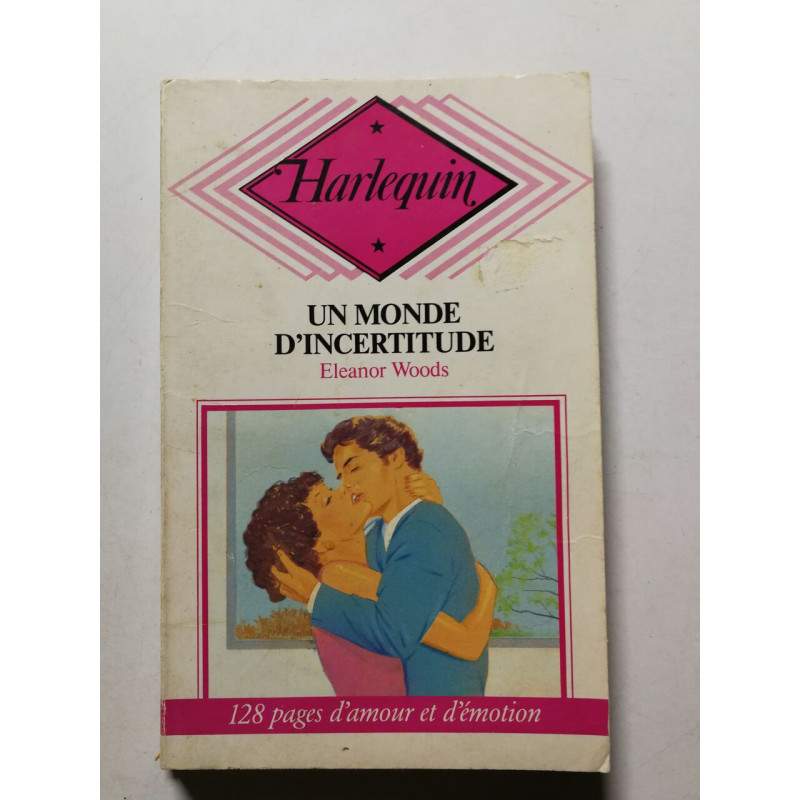 Harlequin
UN MONDE
D'INCERTITUDE
Eleanor Woods
128 pages d'amour et d'émotion